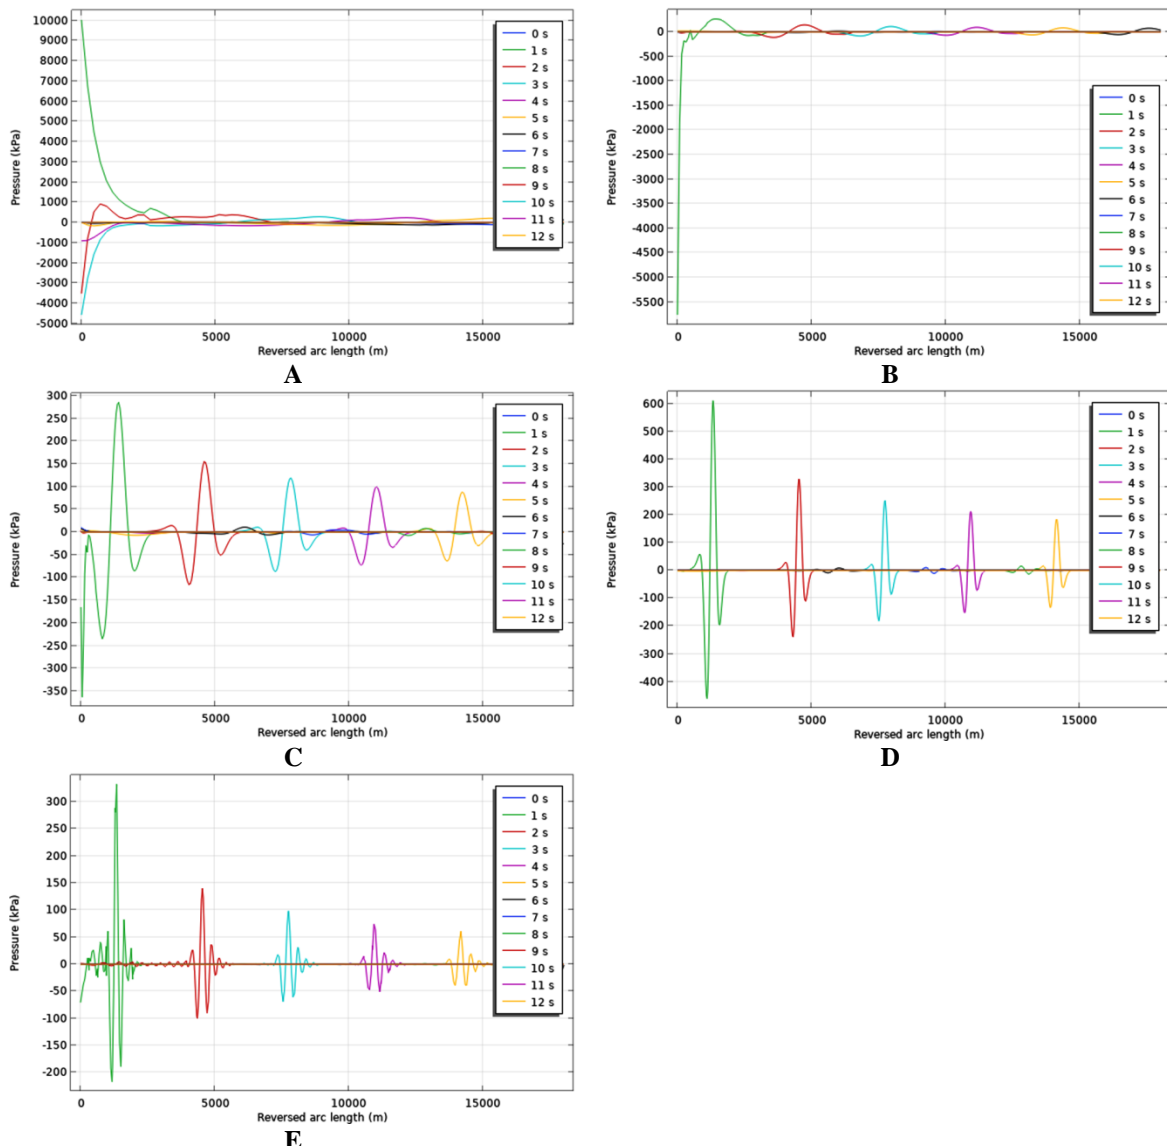 Pressure (kPa)
10000
9000
8000
7000
6000
5000
4000
3000
2000
1000
0
-1000
-2000
-3000
-4000
-5000
0 5000 10000 15000
Reversed arc length (m)
0 s
1 s
2 s
3 s
4 s
5 s
6 s
7 s
8 s
9 s
10 s
11 s
12 s
A
Pressure (kPa)
0
-500
-1000
-1500
-2000
-2500
-3000
-3500
-4000
-4500
-5000
-5500
0 5000 10000 15000
Reversed arc length (m)
0 s
1 s
2 s
3 s
4 s
5 s
6 s
7 s
8 s
9 s
10 s
11 s
12 s
B
Pressure (kPa)
300
250
200
150
100
50
0
-50
-100
-150
-200
-250
-300
-350
0 5000 10000 15000
Reversed arc length (m)
0 s
1 s
2 s
3 s
4 s
5 s
6 s
7 s
8 s
9 s
10 s
11 s
12 s
C
Pressure (kPa)
600
500
400
300
200
100
0
-100
-200
-300
-400
0 5000 10000 15000
Reversed arc length (m)
0 s
1 s
2 s
3 s
4 s
5 s
6 s
7 s
8 s
9 s
10 s
11 s
12 s
D
Pressure (kPa)
300
250
200
150
100
50
0
-50
-100
-150
-200
0 5000 10000 15000
Reversed arc length (m)
0 s
1 s
2 s
3 s
4 s
5 s
6 s
7 s
8 s
9 s
10 s
11 s
12 s
E